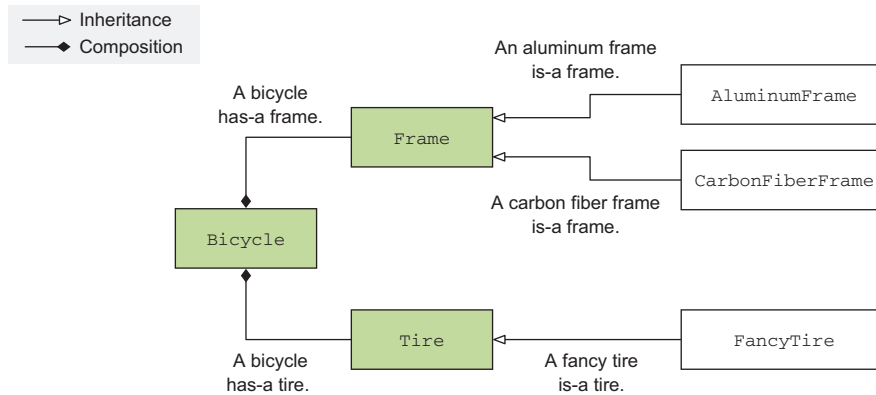 Inheritance
Composition
An aluminum frame
is-a frame.
AluminumFrame
A bicycle
has-a frame.
Frame
CarbonFiberFrame
A carbon fiber frame
is-a frame.
Bicycle
Tire
FancyTire
A bicycle
has-a tire.
A fancy tire
is-a tire.